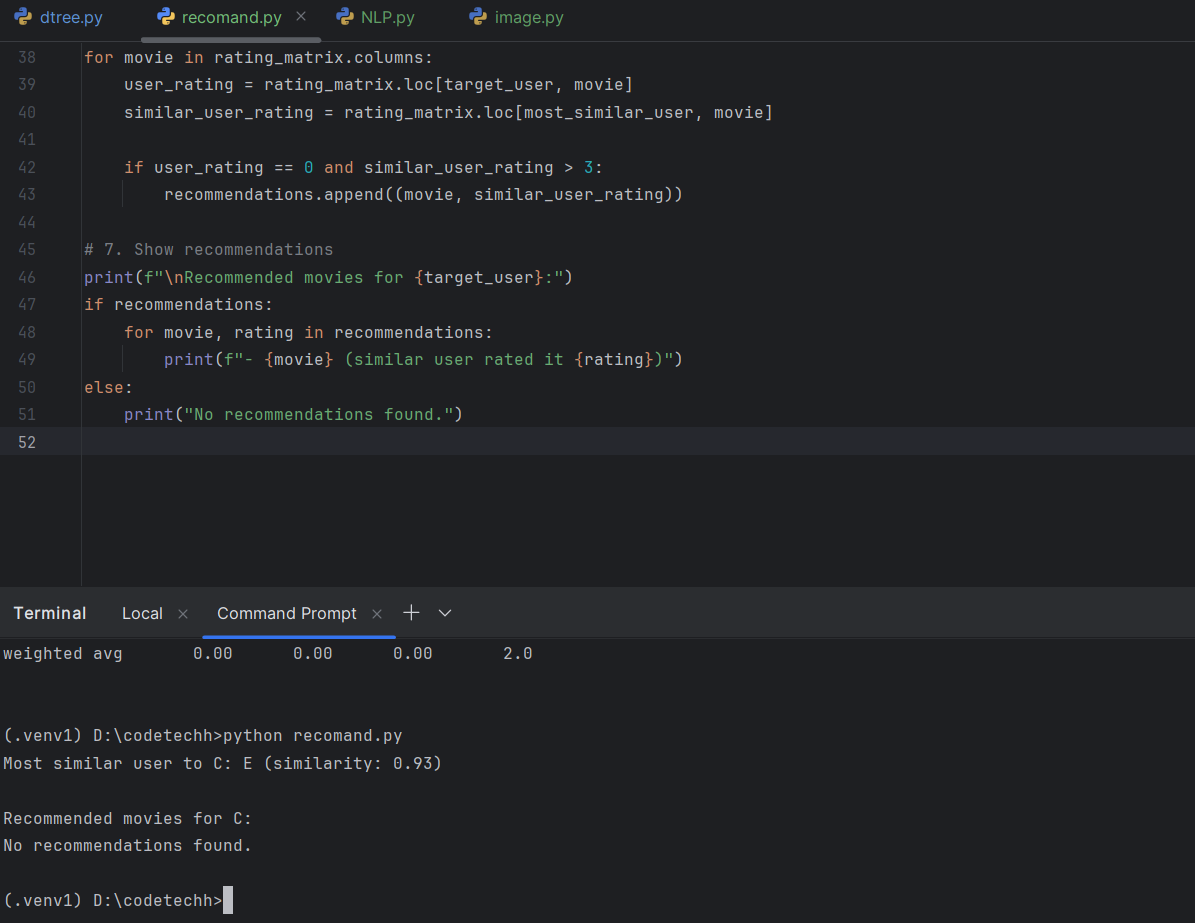 dtree.py recomand.py NLP.py image.py
38 for movie in rating_matrix.columns:
39     user_rating = rating_matrix.loc[target_user, movie]
40     similar_user_rating = rating_matrix.loc[most_similar_user, movie]
41
42     if user_rating == 0 and similar_user_rating > 3:
43         recommendations.append((movie, similar_user_rating))
44
45 # 7. Show recommendations
46 print(f"\nRecommended movies for {target_user}:")
47 if recommendations:
48     for movie, rating in recommendations:
49         print(f"- {movie} (similar user rated it {rating})")
50 else:
51     print("No recommendations found.")
52
Terminal Local Command Prompt
weighted avg       0.00      0.00      0.00       2.0
(.venv1) D:\codetechh>python recomand.py
Most similar user to C: E (similarity: 0.93)
Recommended movies for C:
No recommendations found.
(.venv1) D:\codetechh>